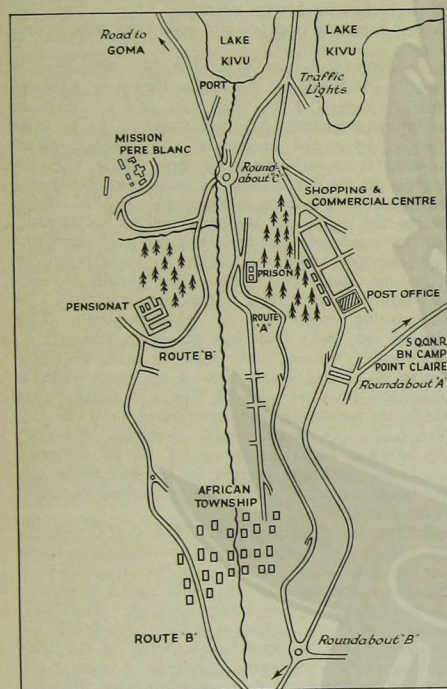 Road to
GOMA
LAKE
KIVU
LAKE
KIVU
PORT
Traffic
Lights
MISSION
PERE BLANC
Round-
about "C"
SHOPPING &
COMMERCIAL CENTRE
PRISON
PENSIONAT
POST OFFICE
ROUTE
"A"
ROUTE "B"
S Q.O.N.R.
BN CAMP
POINT CLAIRE
Roundabout "A"
AFRICAN
TOWNSHIP
ROUTE "B"
Roundabout "B"